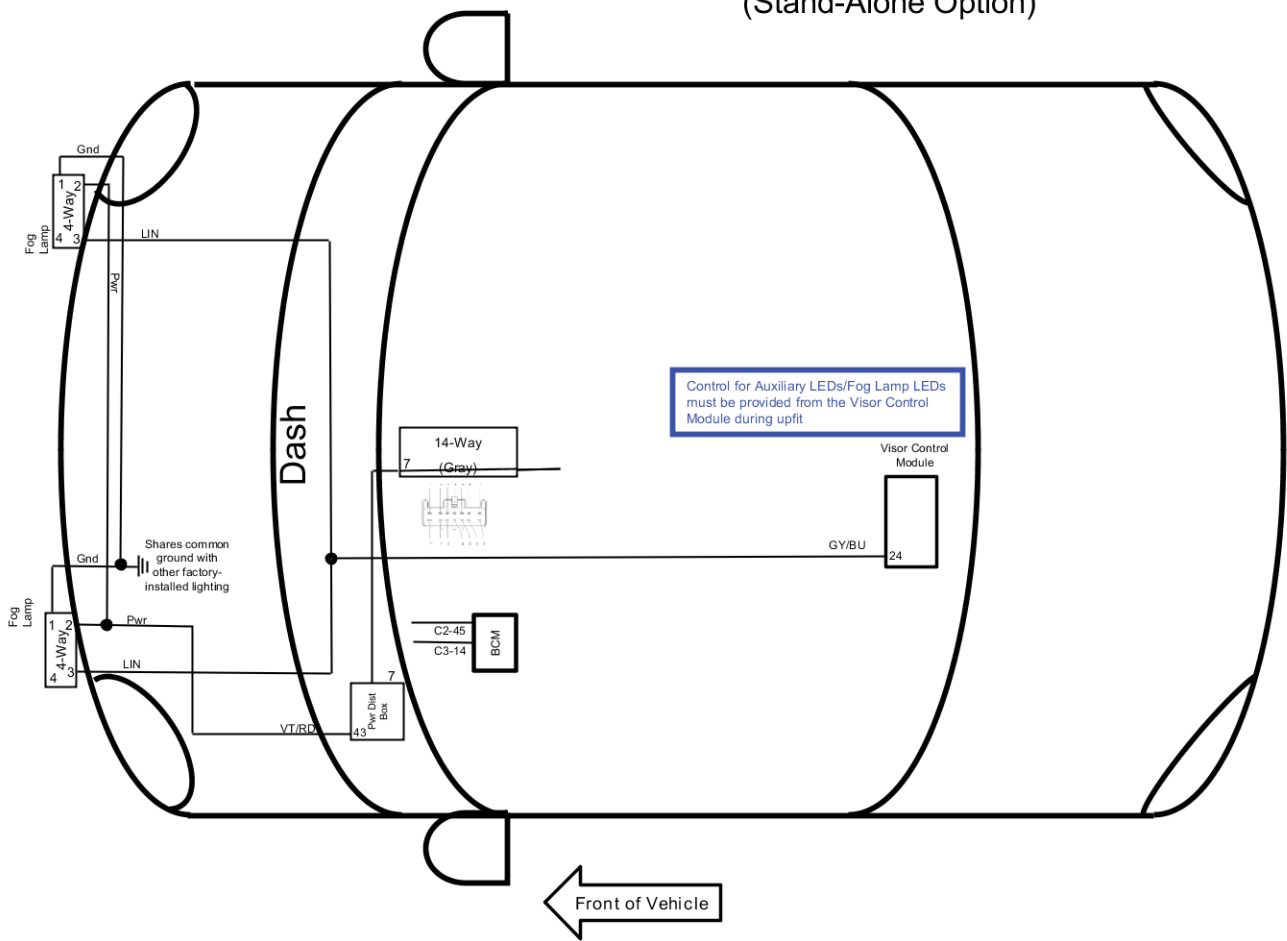 (Stand-Alone Option)
Gnd
1
2
4-Way
4
3
Fog
Lamp
LIN
Pwr
Dash
Control for Auxiliary LEDs/Fog Lamp LEDs
must be provided from the Visor Control
Module during upfit
14-Way
7
(Gray)
Visor Control
Module
24
GY/BU
Shares common
ground with
other factory-
installed lighting
Gnd
Fog
Lamp
1
2
4-Way
4
3
Pwr
LIN
C2-45
C3-14
BCM
7
Pwr Dist
Box
43
VT/RD
Front of Vehicle